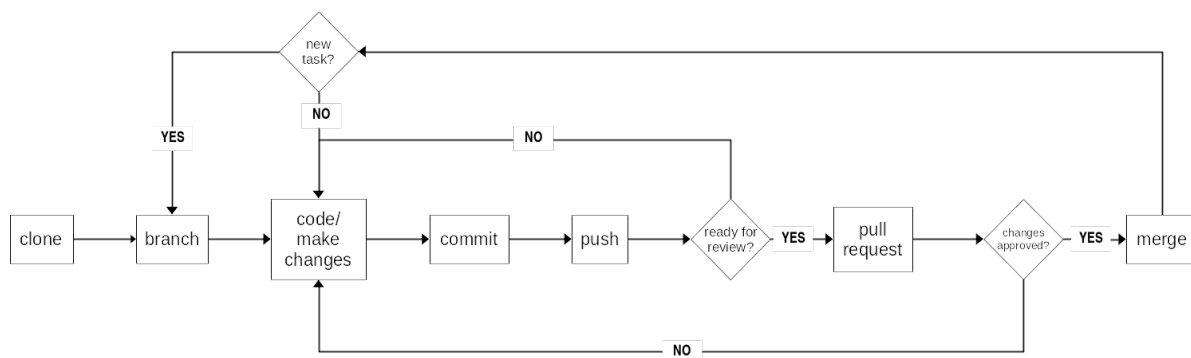 new
task?
NO
YES
NO
clone
branch
code/
make
changes
commit
push
ready for
review?
YES
pull
request
changes
approved?
YES
merge
NO